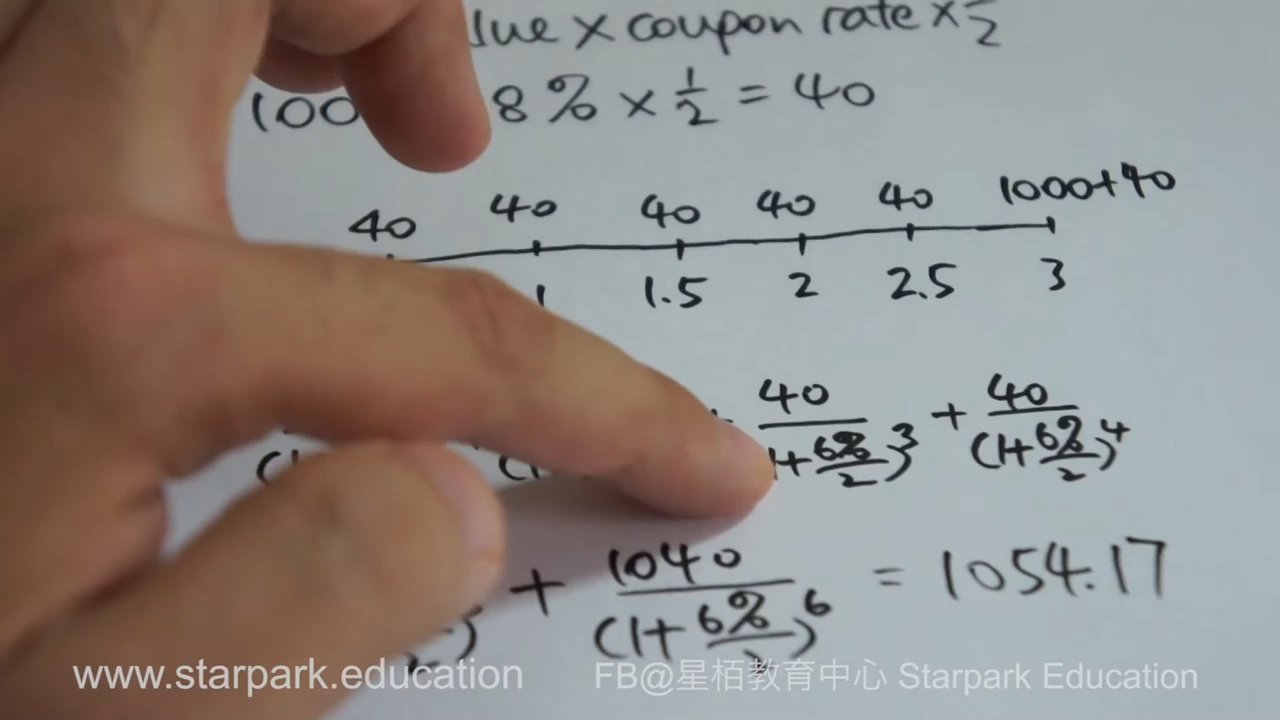 lue × coupon rate × 1/2
100 8% × 1/2 = 40
40 40 40 40 40 1000+40
1 1.5 2 2.5 3
40/(1+6%/2)^3 + 40/(1+6%/2)^4
+ 1040/(1+6%/2)^6 = 1054.17
www.starpark.education FB@星栢教育中心 Starpark Education